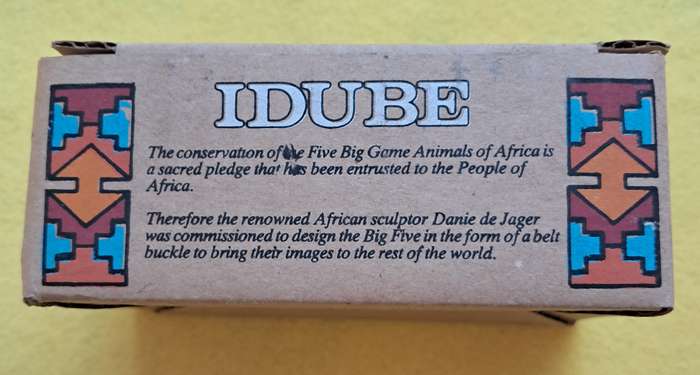 IDUBE
The conservation of the Five Big Game Animals of Africa is
a sacred pledge that has been entrusted to the People of
Africa.
Therefore the renowned African sculptor Danie de Jager
was commissioned to design the Big Five in the form of a belt
buckle to bring their images to the rest of the world.